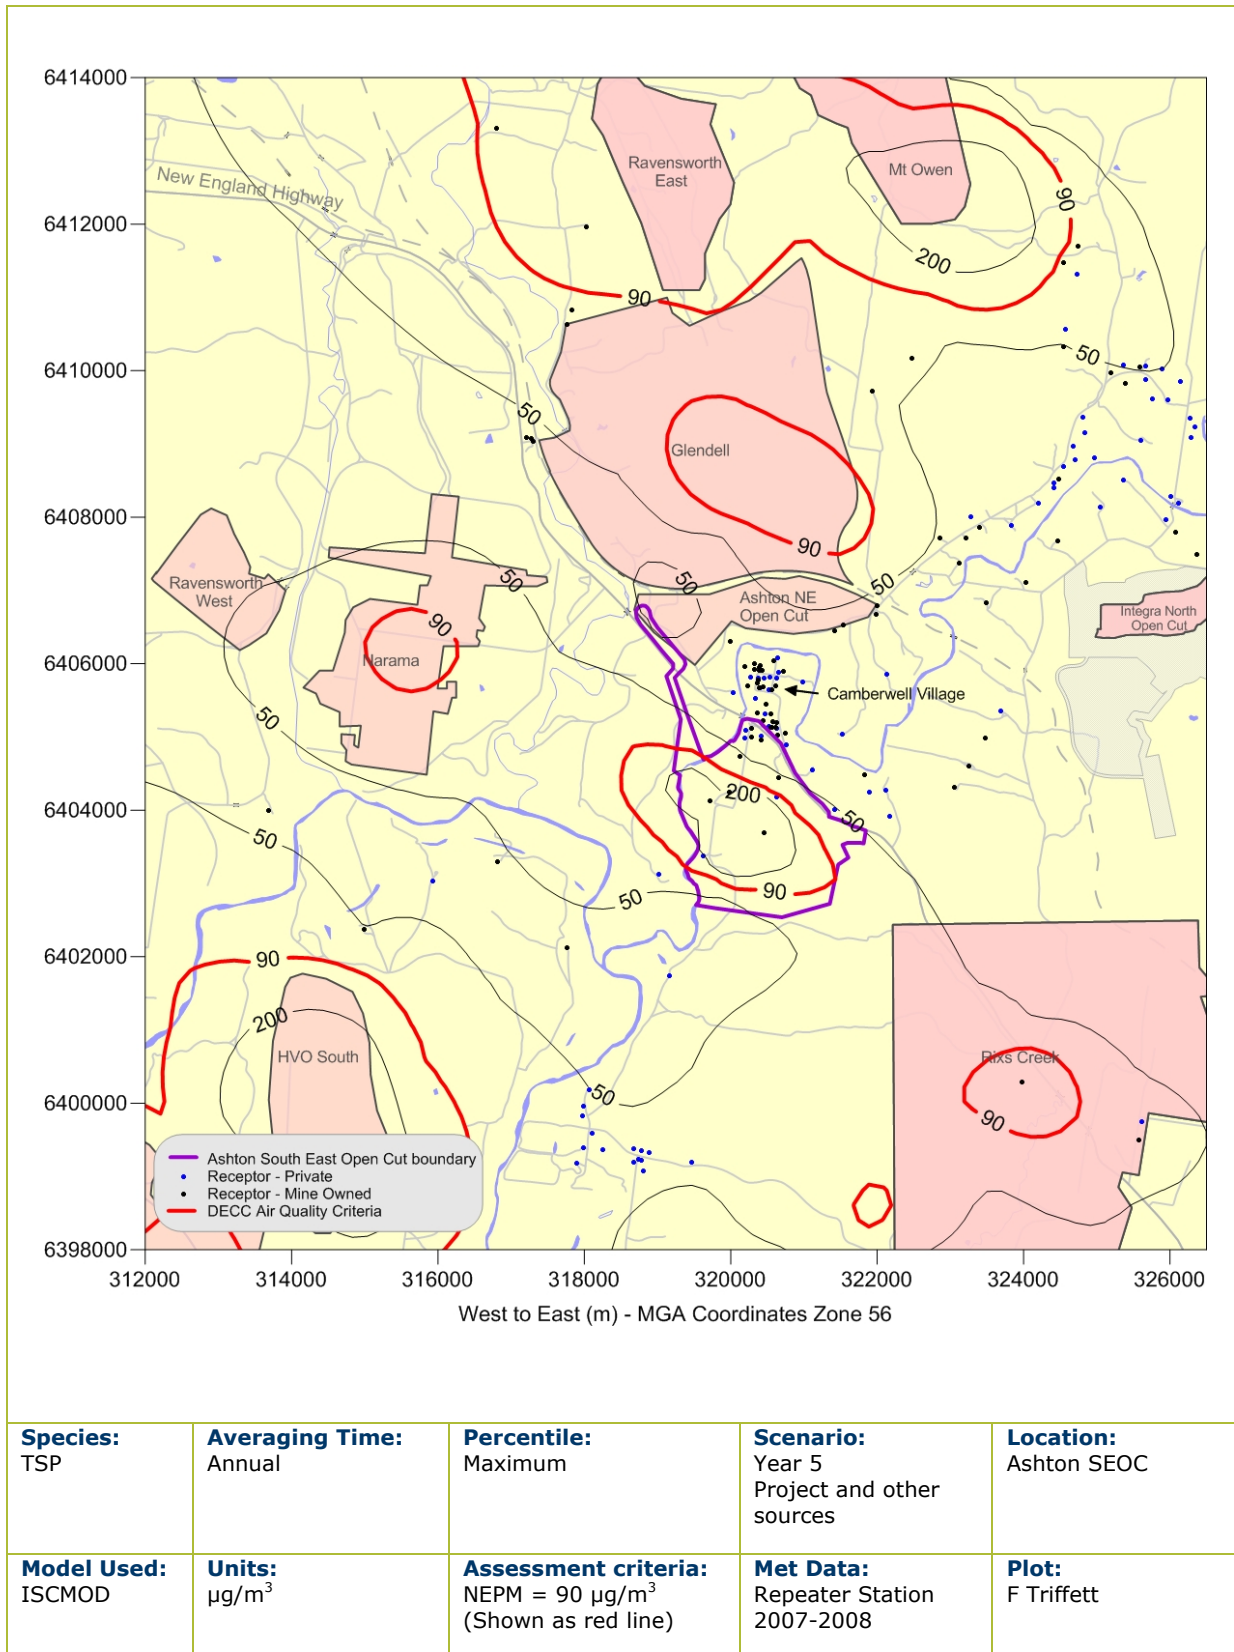 6414000
6412000
6410000
6408000
6406000
6404000
6402000
6400000
6398000
New England Highway
Ravensworth
East
Mt Owen
90
200
90
50
50
Glendell
90
50
50
Ravensworth
West
50
Ashton NE
Open Cut
Integra North
Open Cut
90
Narama
Camberwell Village
50
200
50
50
90
50
90
200
HVO South
Rixs Creek
50
90
Ashton South East Open Cut boundary
Receptor - Private
Receptor - Mine Owned
DECC Air Quality Criteria
312000 314000 316000 318000 320000 322000 324000 326000
West to East (m) - MGA Coordinates Zone 56
Species:
TSP
Averaging Time:
Annual
Percentile:
Maximum
Scenario:
Year 5
Project and other
sources
Location:
Ashton SEOC
Model Used:
ISCMOD
Units:
µg/m³
Assessment criteria:
NEPM = 90 µg/m³
(Shown as red line)
Met Data:
Repeater Station
2007-2008
Plot:
F Triffett